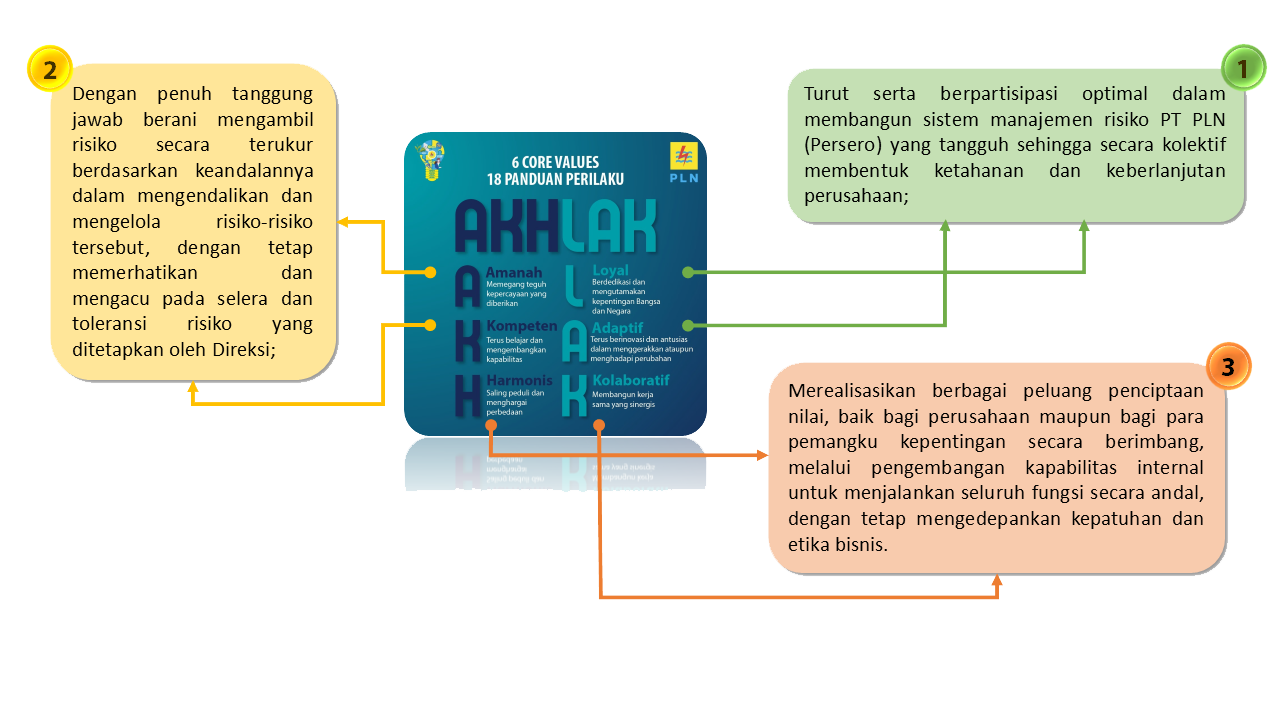 2
Dengan penuh tanggung
jawab berani mengambil
risiko secara terukur
berdasarkan keandalannya
dalam mengendalikan dan
mengelola risiko-risiko
tersebut, dengan tetap
memerhatikan dan
mengacu pada selera dan
toleransi risiko yang
ditetapkan oleh Direksi;
6 CORE VALUES
18 PANDUAN PERILAKU
PLN
AKHLAK
A
Amanah
Memegang teguh
kepercayaan yang
diberikan
L
Loyal
Berdedikasi dan
mengutamakan
kepentingan Bangsa
dan Negara
K
Kompeten
Terus belajar dan
mengembangkan
kapabilitas
A
Adaptif
Terus berinovasi dan antusias
dalam menggerakkan ataupun
menghadapi perubahan
H
Harmonis
Saling peduli dan
menghargai
perbedaan
K
Kolaboratif
Membangun kerja
sama yang sinergis
1
Turut serta berpartisipasi optimal dalam
membangun sistem manajemen risiko PT PLN
(Persero) yang tangguh sehingga secara kolektif
membentuk ketahanan dan keberlanjutan
perusahaan;
3
Merealisasikan berbagai peluang penciptaan
nilai, baik bagi perusahaan maupun bagi para
pemangku kepentingan secara berimbang,
melalui pengembangan kapabilitas internal
untuk menjalankan seluruh fungsi secara andal,
dengan tetap mengedepankan kepatuhan dan
etika bisnis.